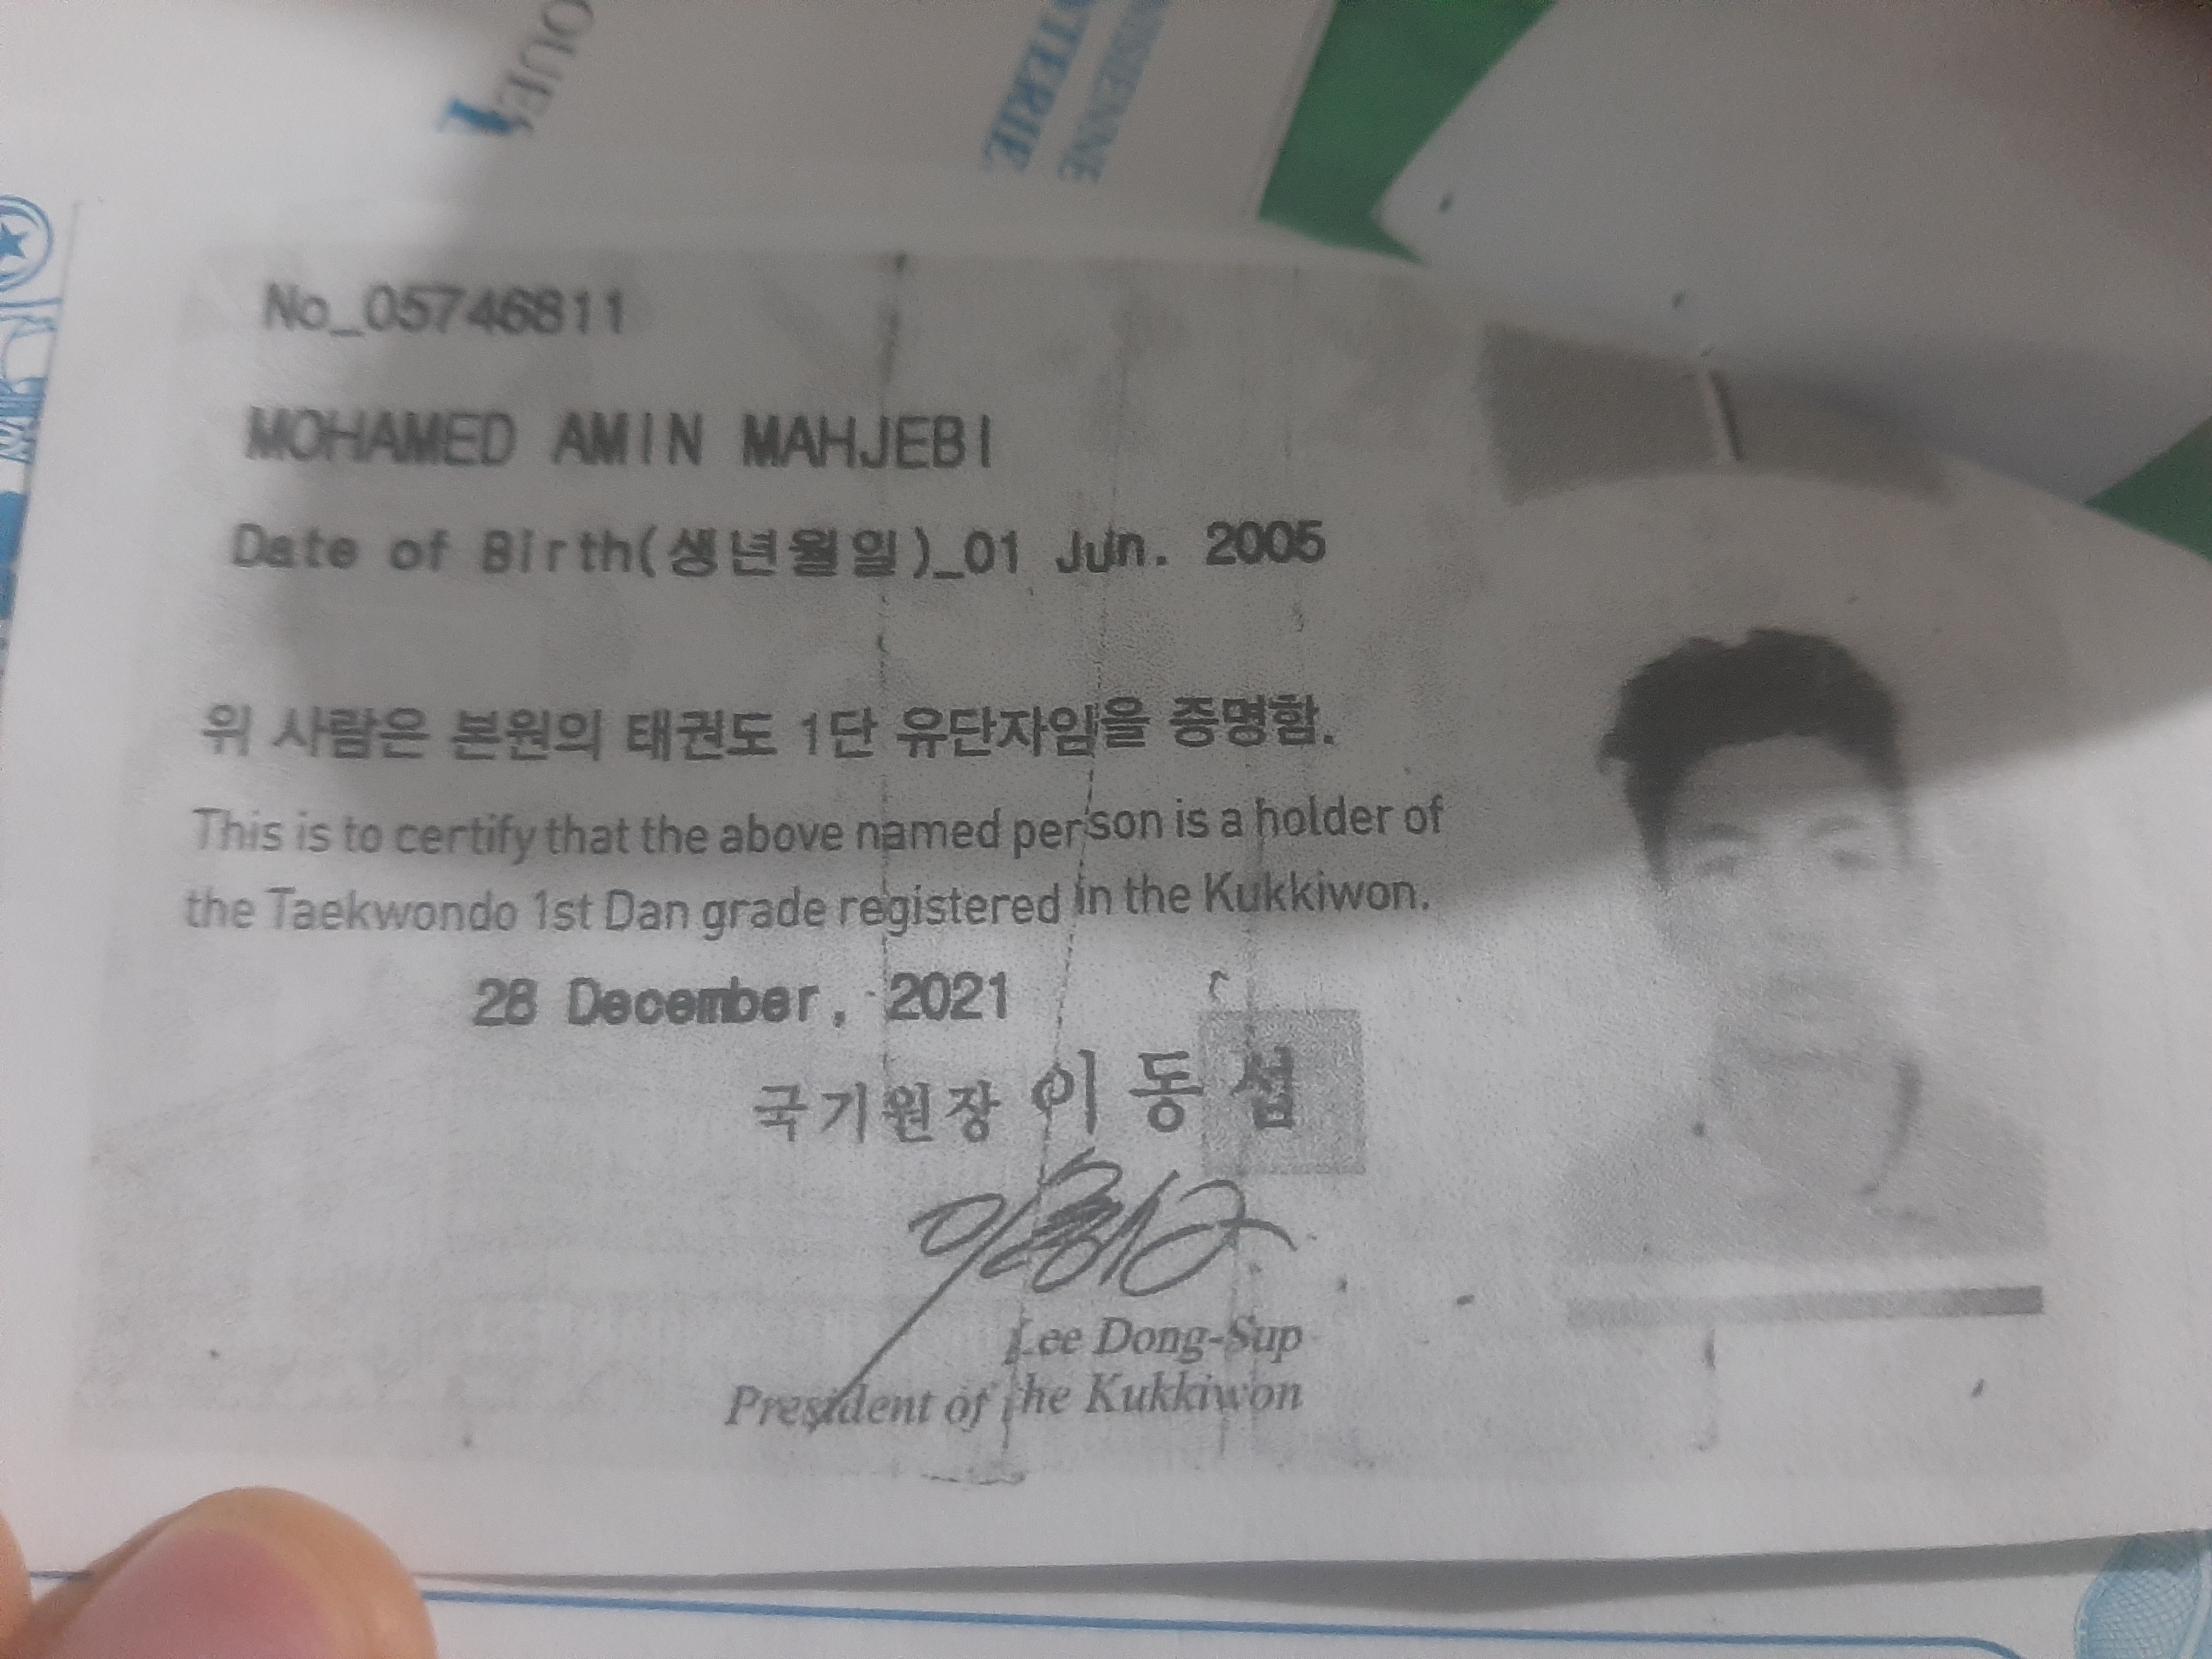 No_05746811
MOHAMED AMIN MAHJEBI
Date of Birth(생년월일)_01 Jun. 2005
위 사람은 본원의 태권도 1단 유단자임을 증명함.
This is to certify that the above named person is a holder of
the Taekwondo 1st Dan grade registered in the Kukkiwon.
28 December, 2021
국기원장 이동섭
Lee Dong-Sup
President of the Kukkiwon